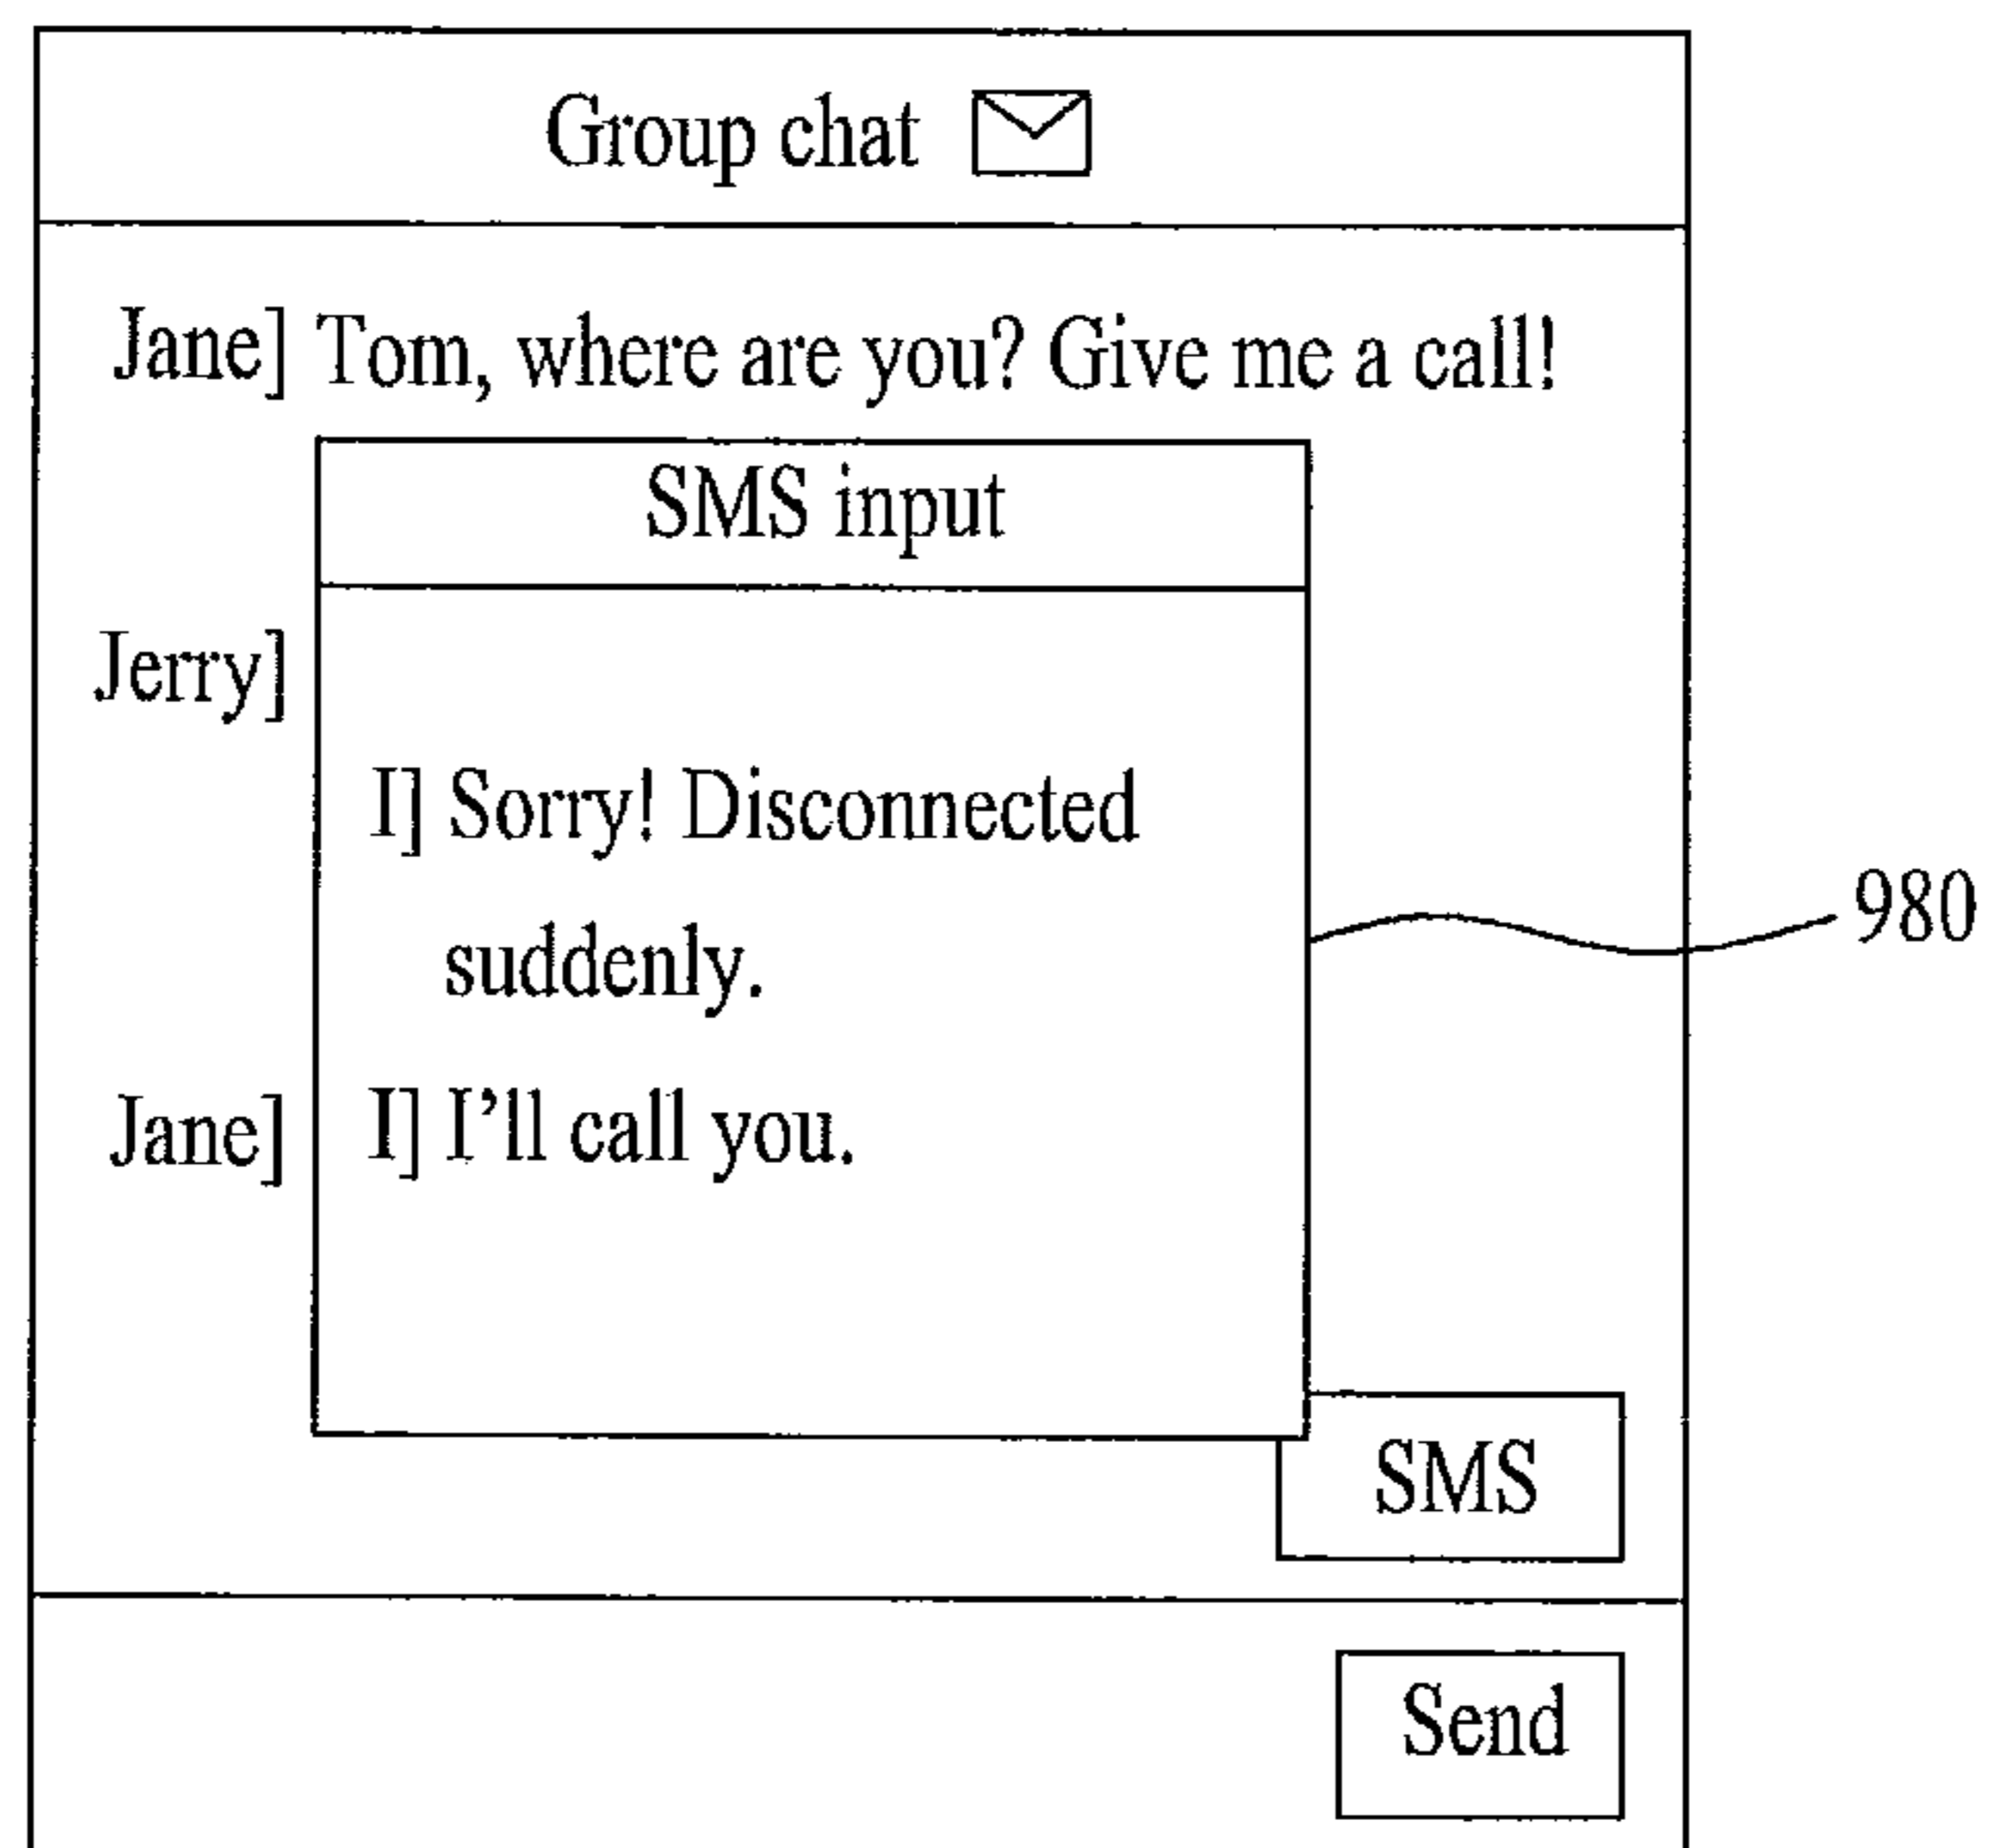 Group chat
Jane] Tom, where are you? Give me a call!
SMS input
Jerry]
I] Sorry! Disconnected
suddenly.
980
Jane]
I] I'll call you.
SMS
Send